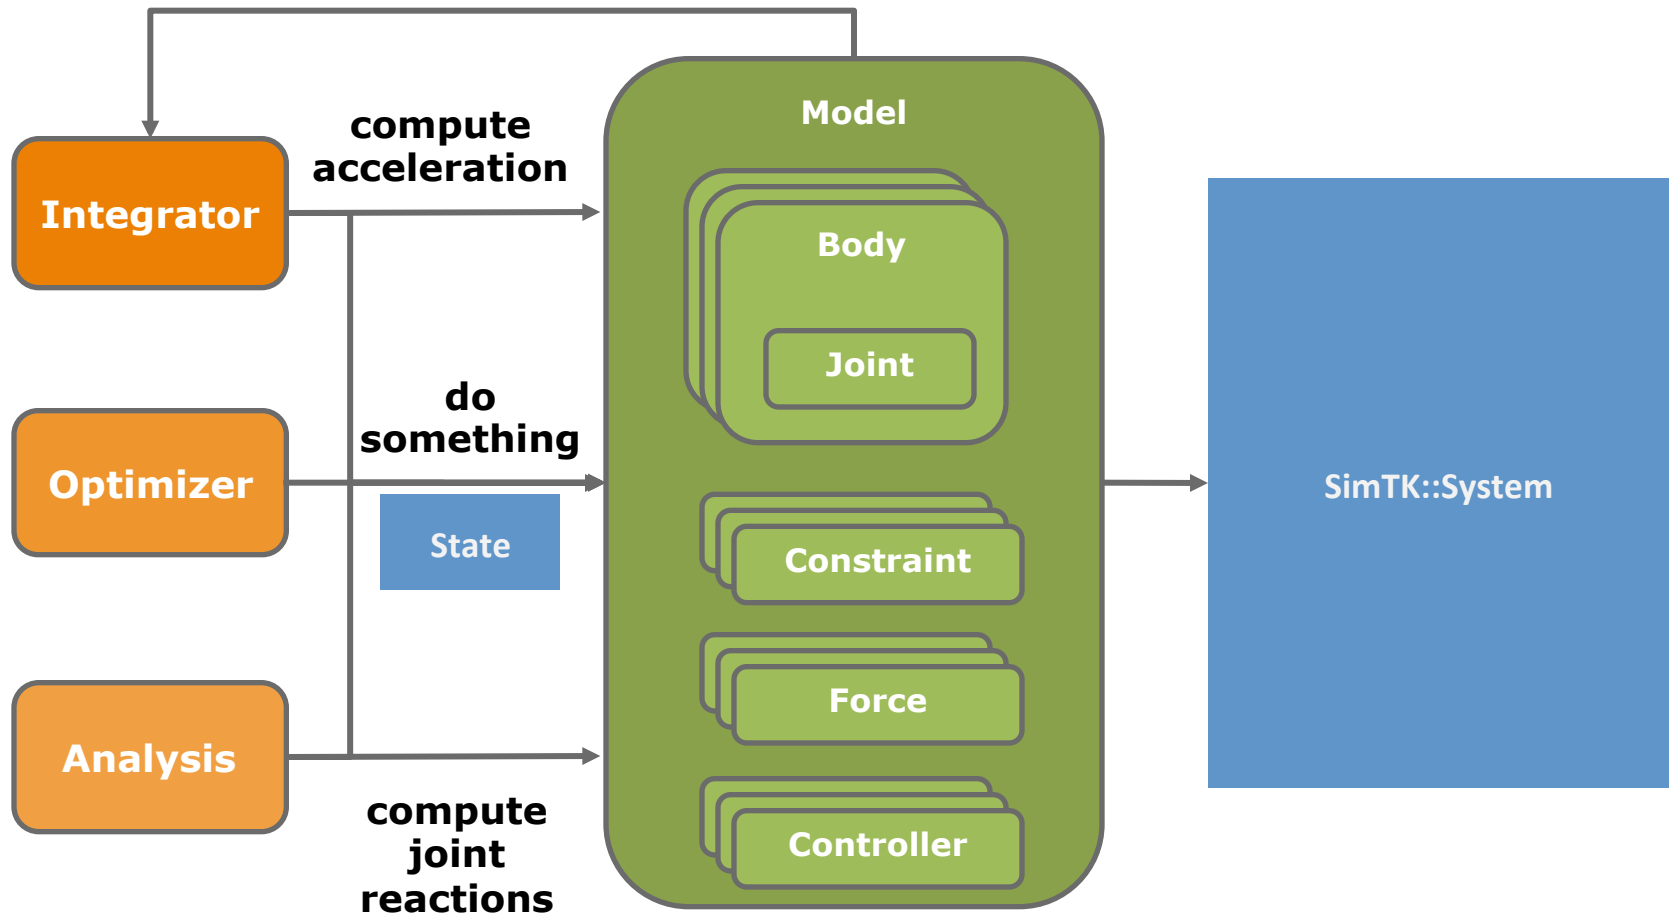 Integrator
Optimizer
Analysis
compute
acceleration
do
something
State
compute
joint
reactions
Model
Body
Joint
Constraint
Force
Controller
SimTK::System